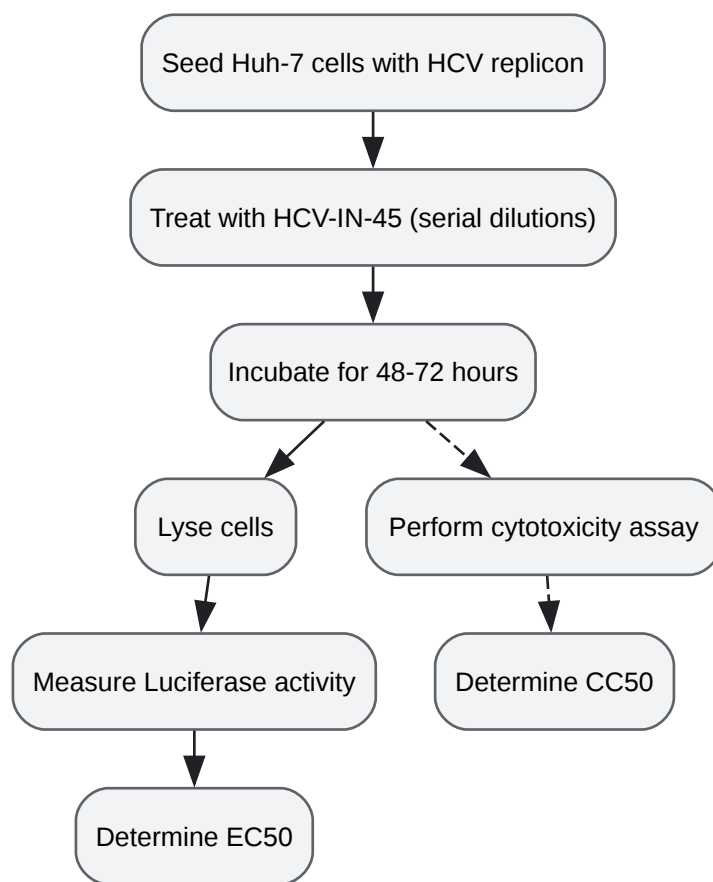 Seed Huh-7 cells with HCV replicon
Treat with HCV-IN-45 (serial dilutions)
Incubate for 48-72 hours
Lyse cells
Perform cytotoxicity assay
Measure Luciferase activity
Determine CC50
Determine EC50